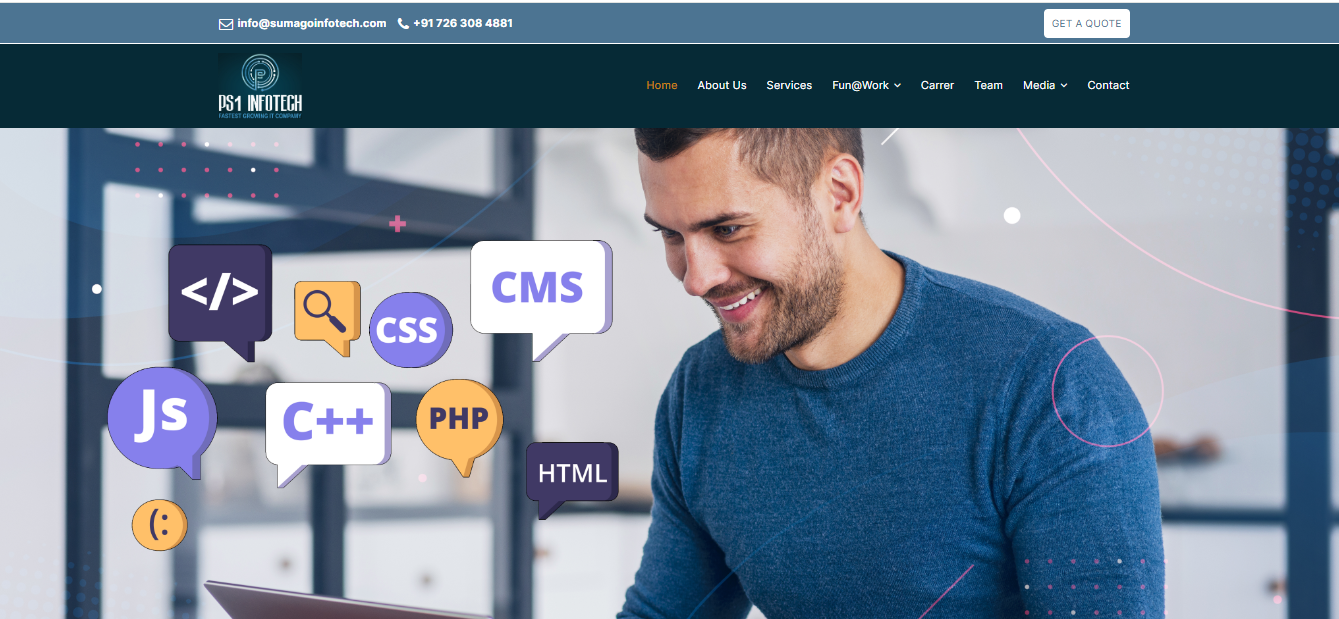 info@sumagoinfotech.com +91 726 308 4881 GET A QUOTE
PS1 INFOTECH
FASTEST GROWING IT COMPANY
Home About Us Services Fun@Work Carrer Team Media Contact
</>
CMS
CSS
Js
C++
PHP
HTML
(: